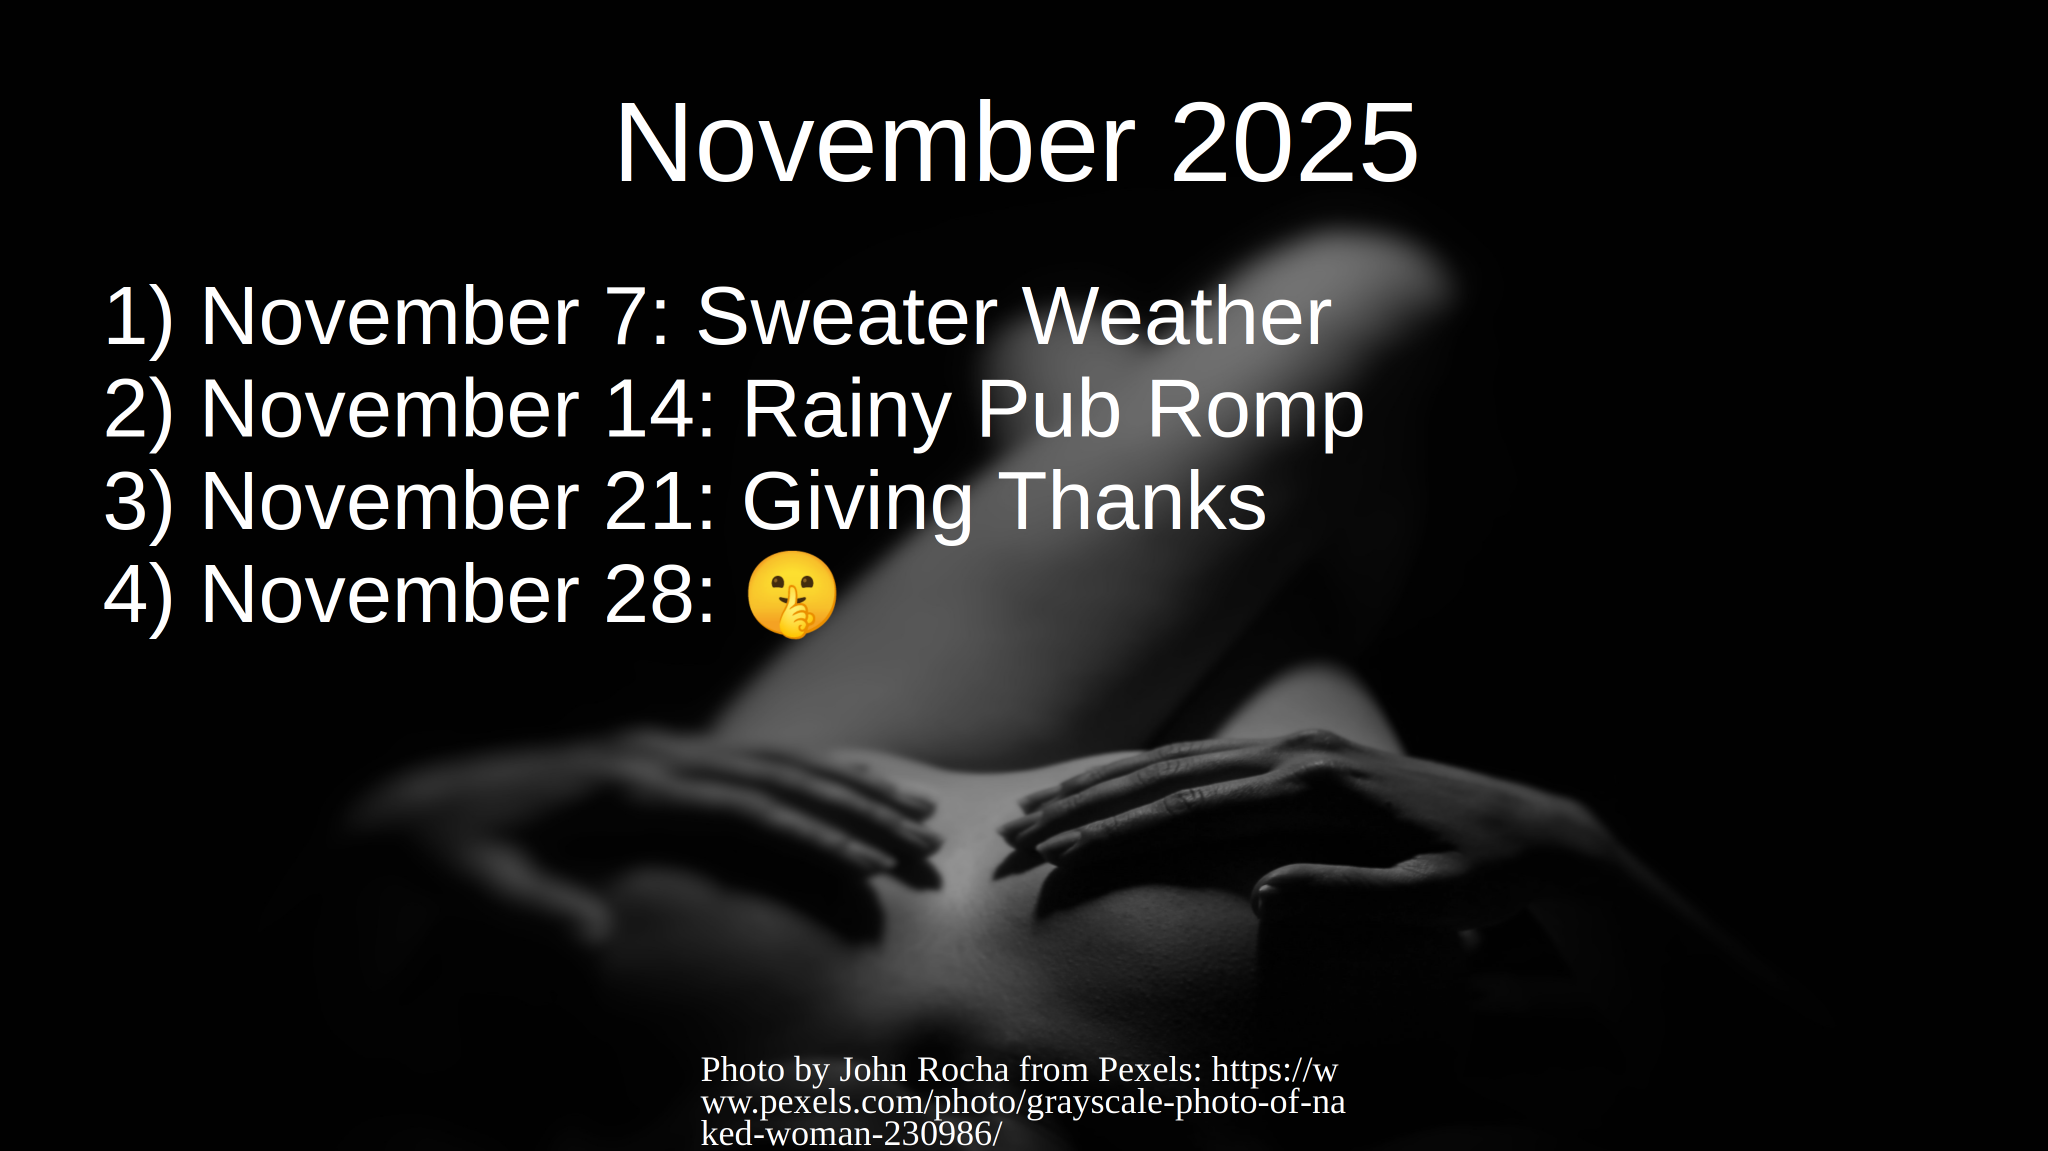 November 2025
1) November 7: Sweater Weather
2) November 14: Rainy Pub Romp
3) November 21: Giving Thanks
4) November 28: 🤫
Photo by John Rocha from Pexels: https://w
ww.pexels.com/photo/grayscale-photo-of-na
ked-woman-230986/